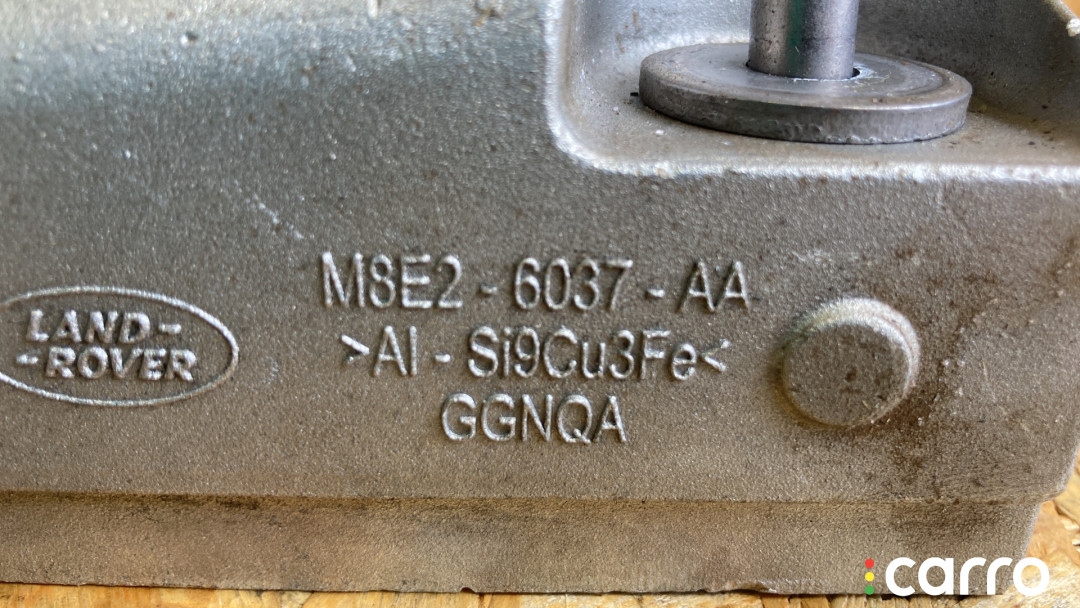 LAND-
-ROVER
M8E2 - 6037 - AA
>Al - Si9Cu3Fe<
GGNQA
carro